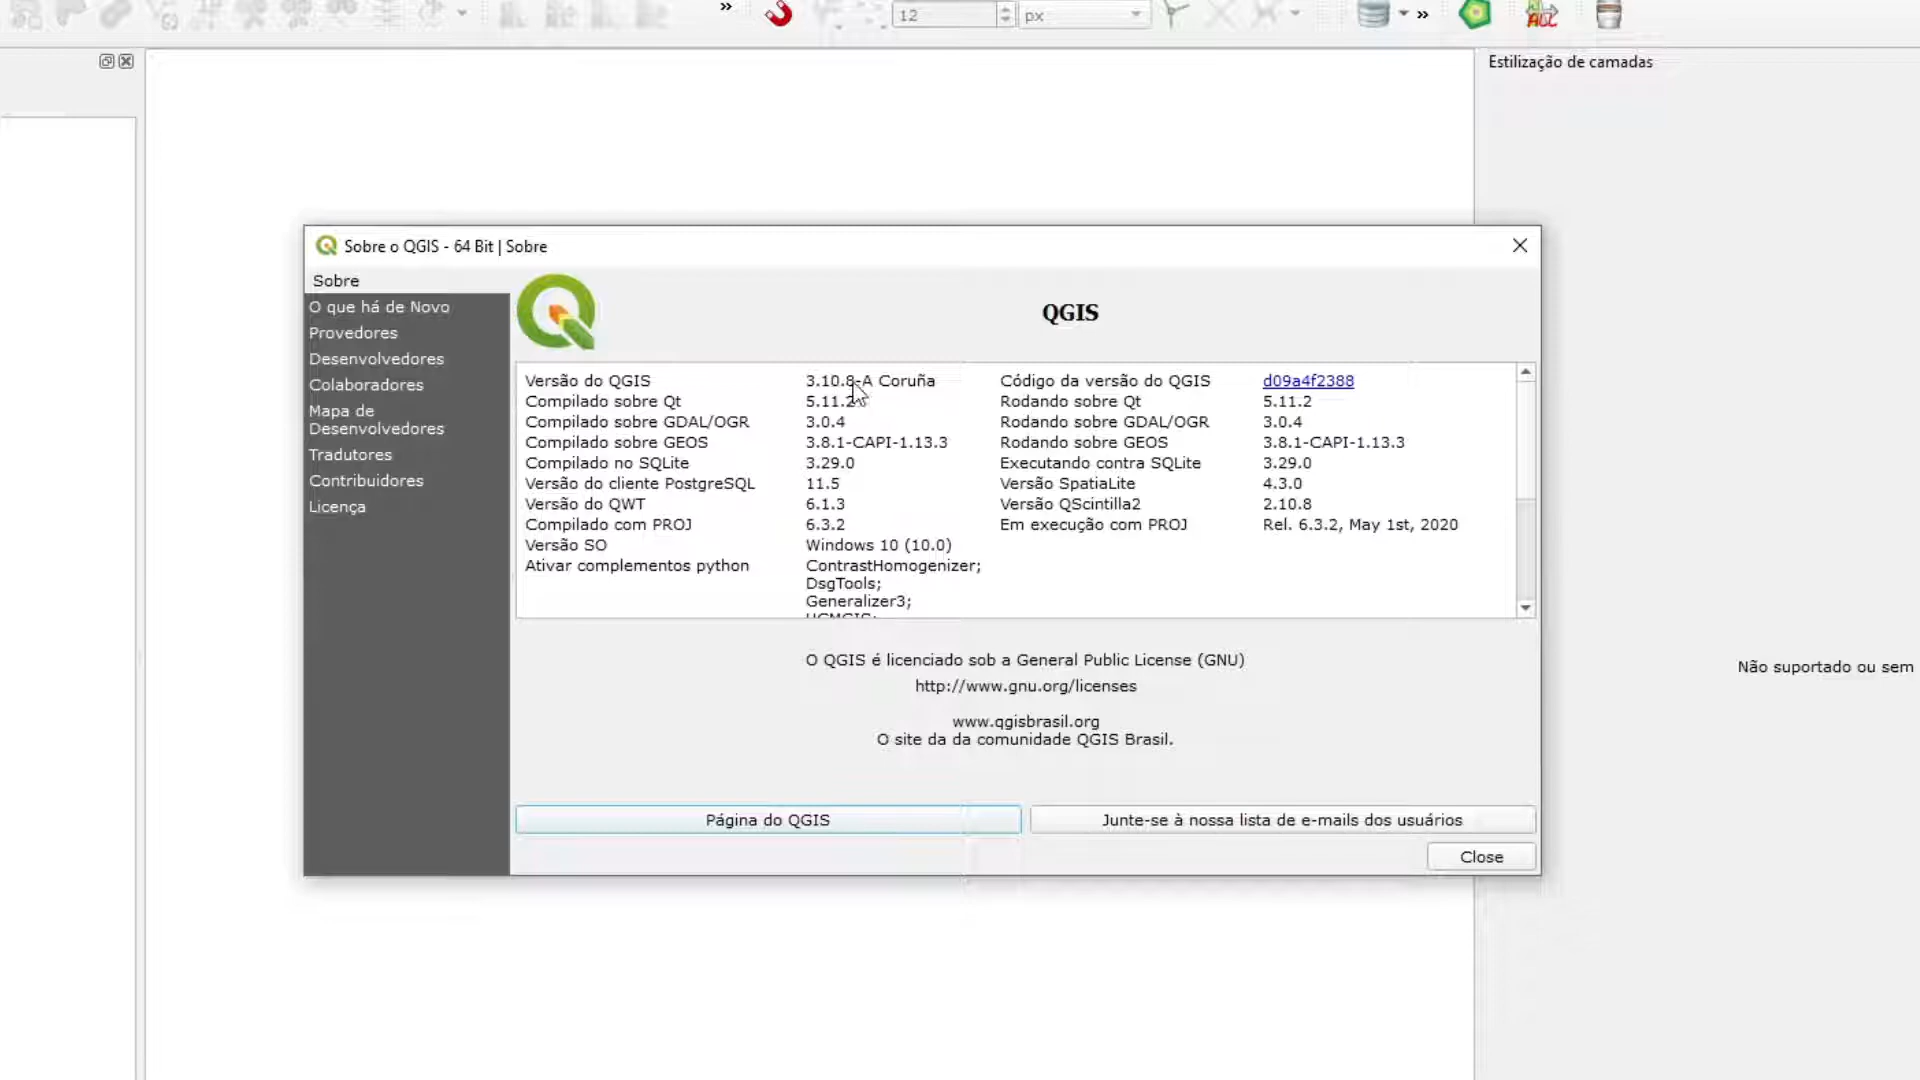 12
px
Estilização de camadas
Sobre o QGIS - 64 Bit | Sobre
Sobre
O que há de Novo
Provedores
Desenvolvedores
Colaboradores
Mapa de
Desenvolvedores
Tradutores
Contribuidores
Licença
QGIS
Versão do QGIS 3.10.8-A Coruña Código da versão do QGIS d09a4f2388
Compilado sobre Qt 5.11.2 Rodando sobre Qt 5.11.2
Compilado sobre GDAL/OGR 3.0.4 Rodando sobre GDAL/OGR 3.0.4
Compilado sobre GEOS 3.8.1-CAPI-1.13.3 Rodando sobre GEOS 3.8.1-CAPI-1.13.3
Compilado no SQLite 3.29.0 Executando contra SQLite 3.29.0
Versão do cliente PostgreSQL 11.5 Versão SpatiaLite 4.3.0
Versão do QWT 6.1.3 Versão QScintilla2 2.10.8
Compilado com PROJ 6.3.2 Em execução com PROJ Rel. 6.3.2, May 1st, 2020
Versão SO Windows 10 (10.0)
Ativar complementos python ContrastHomogenizer;
DsgTools;
Generalizer3;
O QGIS é licenciado sob a General Public License (GNU)
http://www.gnu.org/licenses
www.qgisbrasil.org
O site da da comunidade QGIS Brasil.
Página do QGIS
Junte-se à nossa lista de e-mails dos usuários
Close
Não suportado ou sem